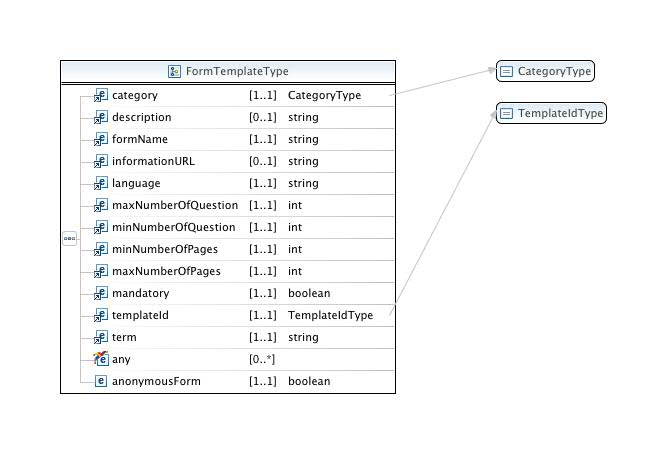 FormTemplateType
category [1..1] CategoryType
description [0..1] string
formName [1..1] string
informationURL [0..1] string
language [1..1] string
maxNumberOfQuestion [1..1] int
minNumberOfQuestion [1..1] int
minNumberOfPages [1..1] int
maxNumberOfPages [1..1] int
mandatory [1..1] boolean
templateId [1..1] TemplateIdType
term [1..1] string
any [0..*]
anonymousForm [1..1] boolean
CategoryType
TemplateIdType